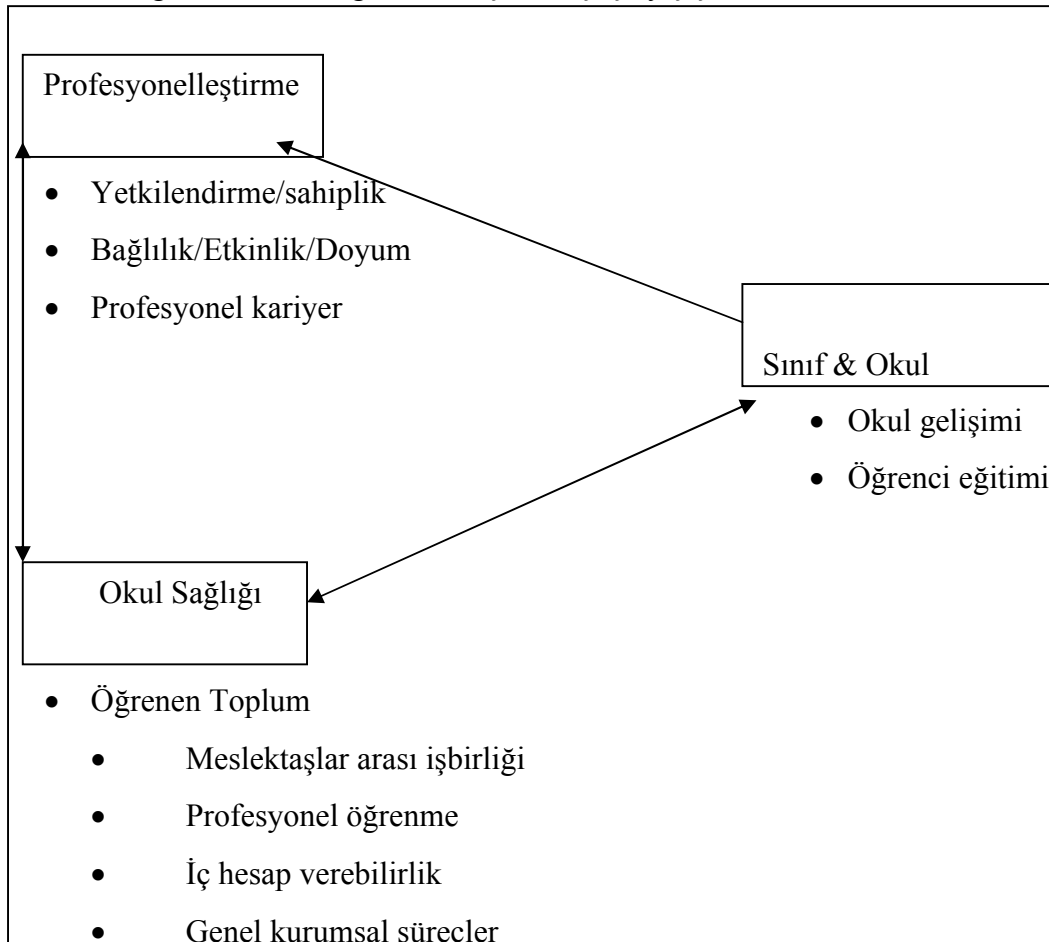 Profesyonelleştirme
• Yetkilendirme/sahiplik
• Bağlılık/Etkinlik/Doyum
• Profesyonel kariyer
Sınıf & Okul
• Okul gelişimi
• Öğrenci eğitimi
Okul Sağlığı
• Öğrenen Toplum
• Meslektaşlar arası işbirliği
• Profesyonel öğrenme
• İç hesap verebilirlik
• Genel kurumsal süreçler